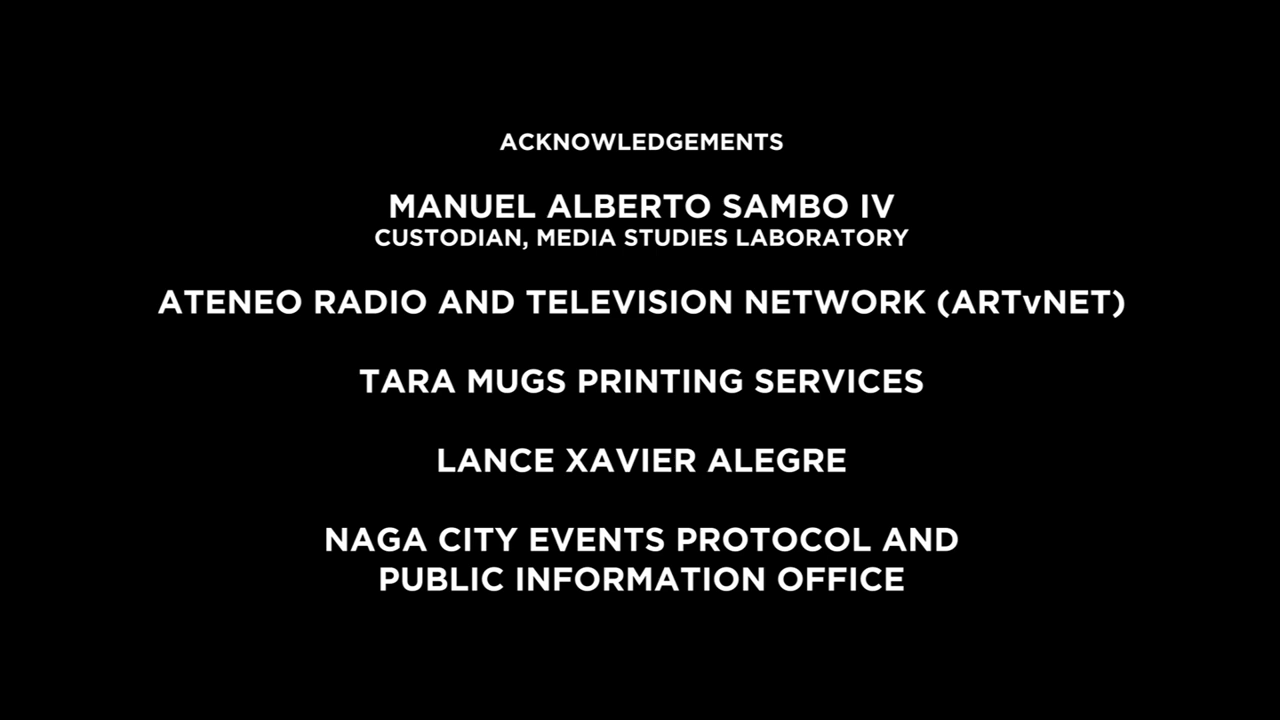 ACKNOWLEDGEMENTS
MANUEL ALBERTO SAMBO IV
CUSTODIAN, MEDIA STUDIES LABORATORY
ATENEO RADIO AND TELEVISION NETWORK (ARTvNET)
TARA MUGS PRINTING SERVICES
LANCE XAVIER ALEGRE
NAGA CITY EVENTS PROTOCOL AND
PUBLIC INFORMATION OFFICE